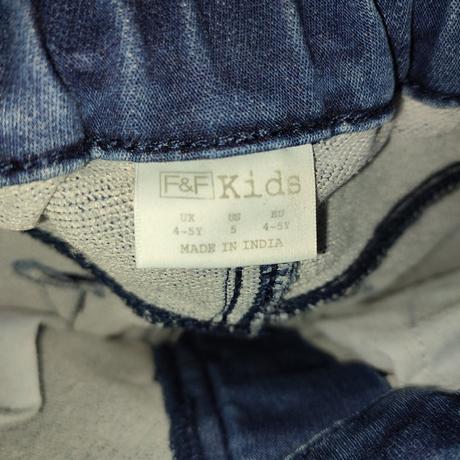 F&F Kids
UK US EU
4-5Y 5 4-5Y
MADE IN INDIA